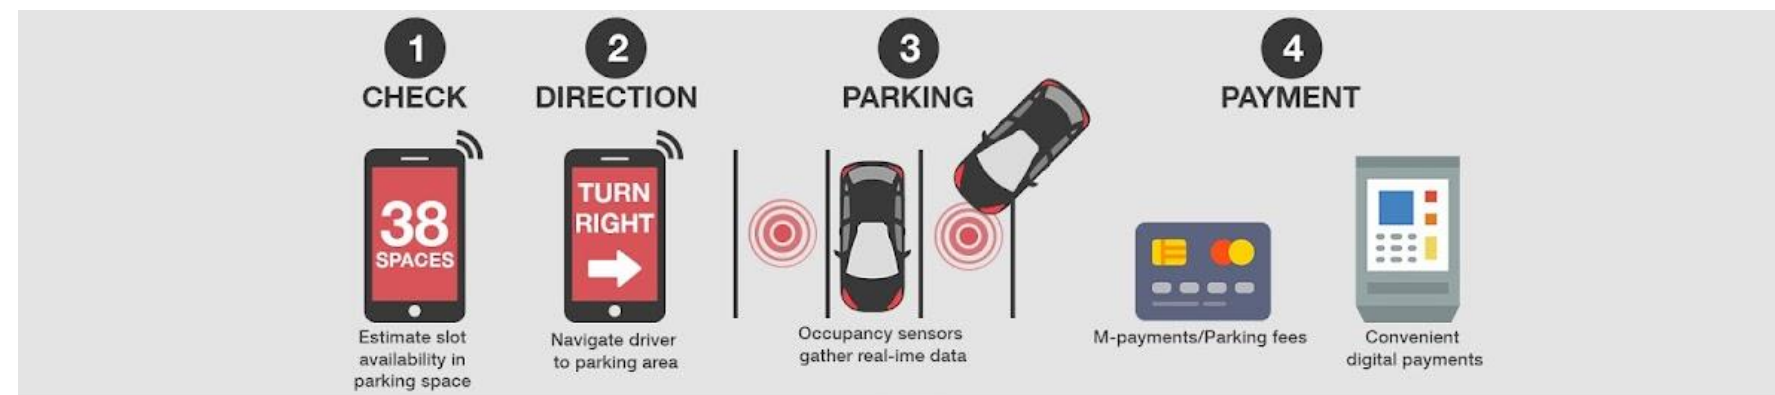 1
CHECK
38
SPACES
Estimate slot
availability in
parking space
2
DIRECTION
TURN
RIGHT
Navigate driver
to parking area
3
PARKING
Occupancy sensors
gather real-ime data
4
PAYMENT
M-payments/Parking fees
Convenient
digital payments